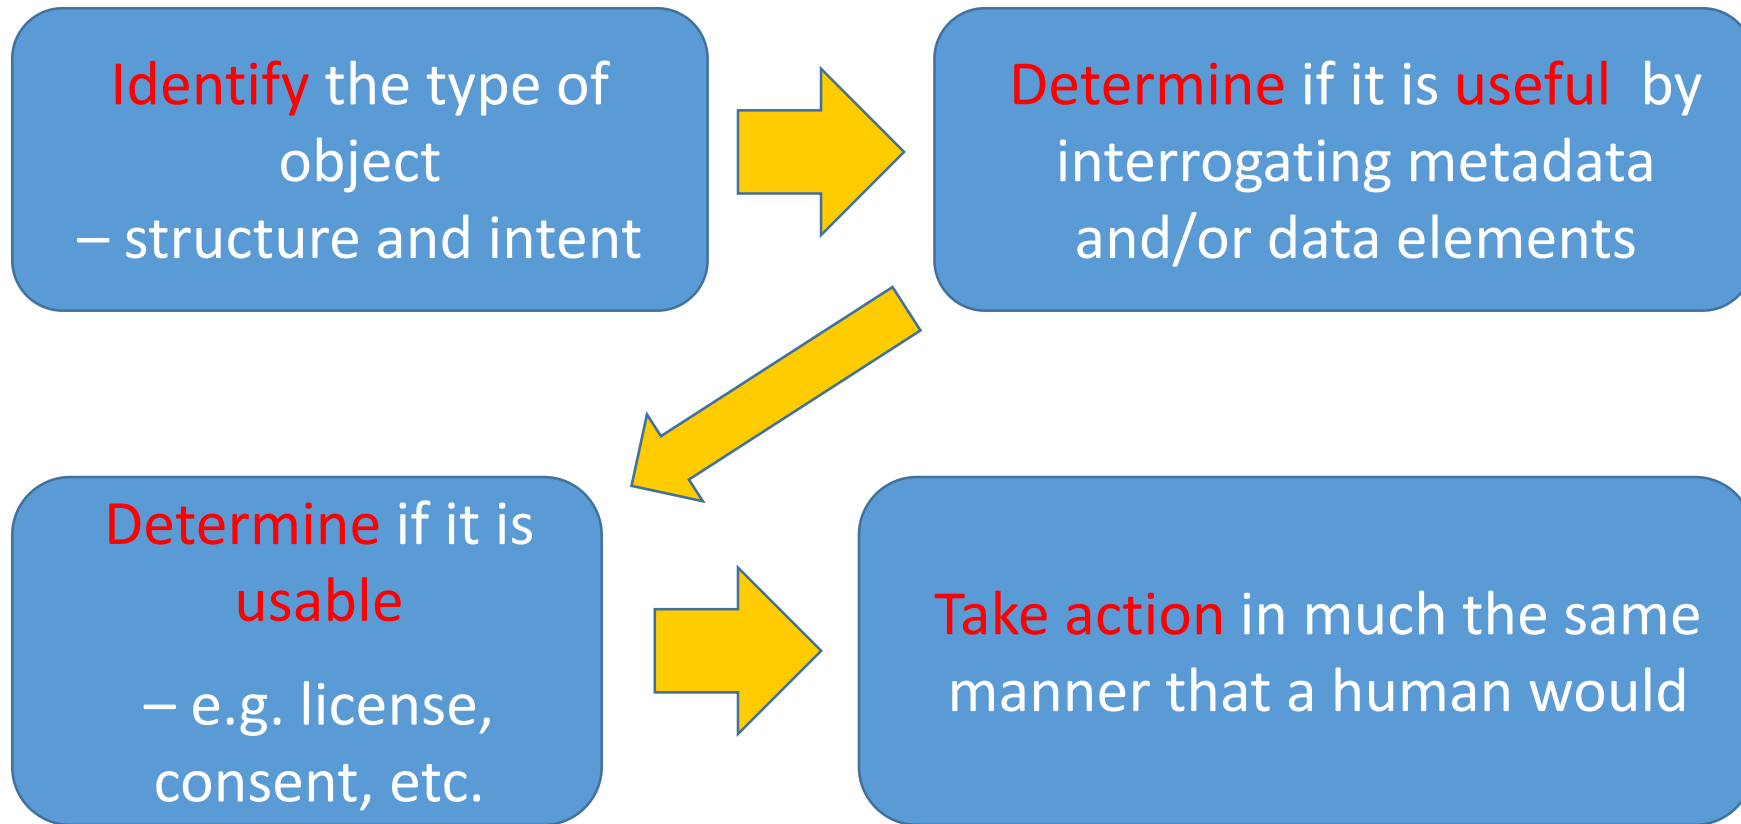 Identify the type of
object
– structure and intent
Determine if it is useful by
interrogating metadata
and/or data elements
Determine if it is
usable
– e.g. license,
consent, etc.
Take action in much the same
manner that a human would